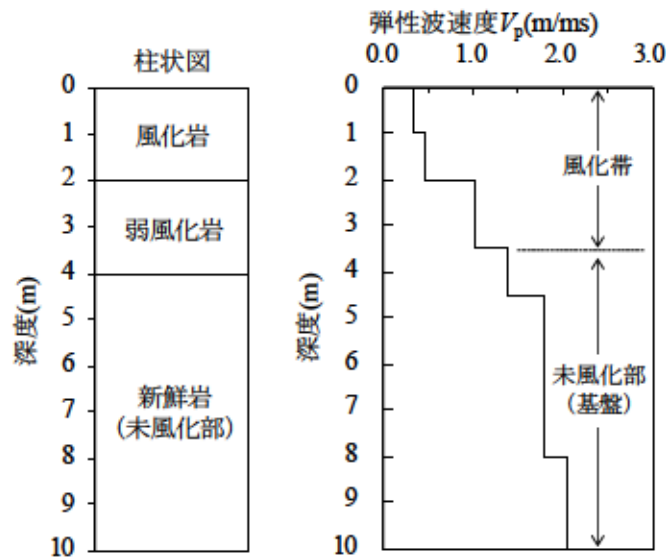 柱状図
深度(m)
0
1
2
3
4
5
6
7
8
9
10
風化岩
弱風化岩
新鮮岩
(未風化部)
弾性波速度Vp(m/ms)
0.0 1.0 2.0 3.0
深度(m)
0
1
2
3
4
5
6
7
8
9
10
風化帯
未風化部
(基盤)